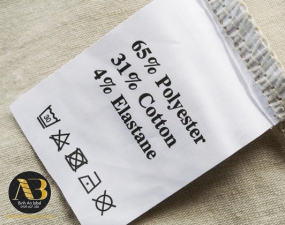 65% Polyester
31% Cotton
4% Elastane
AB